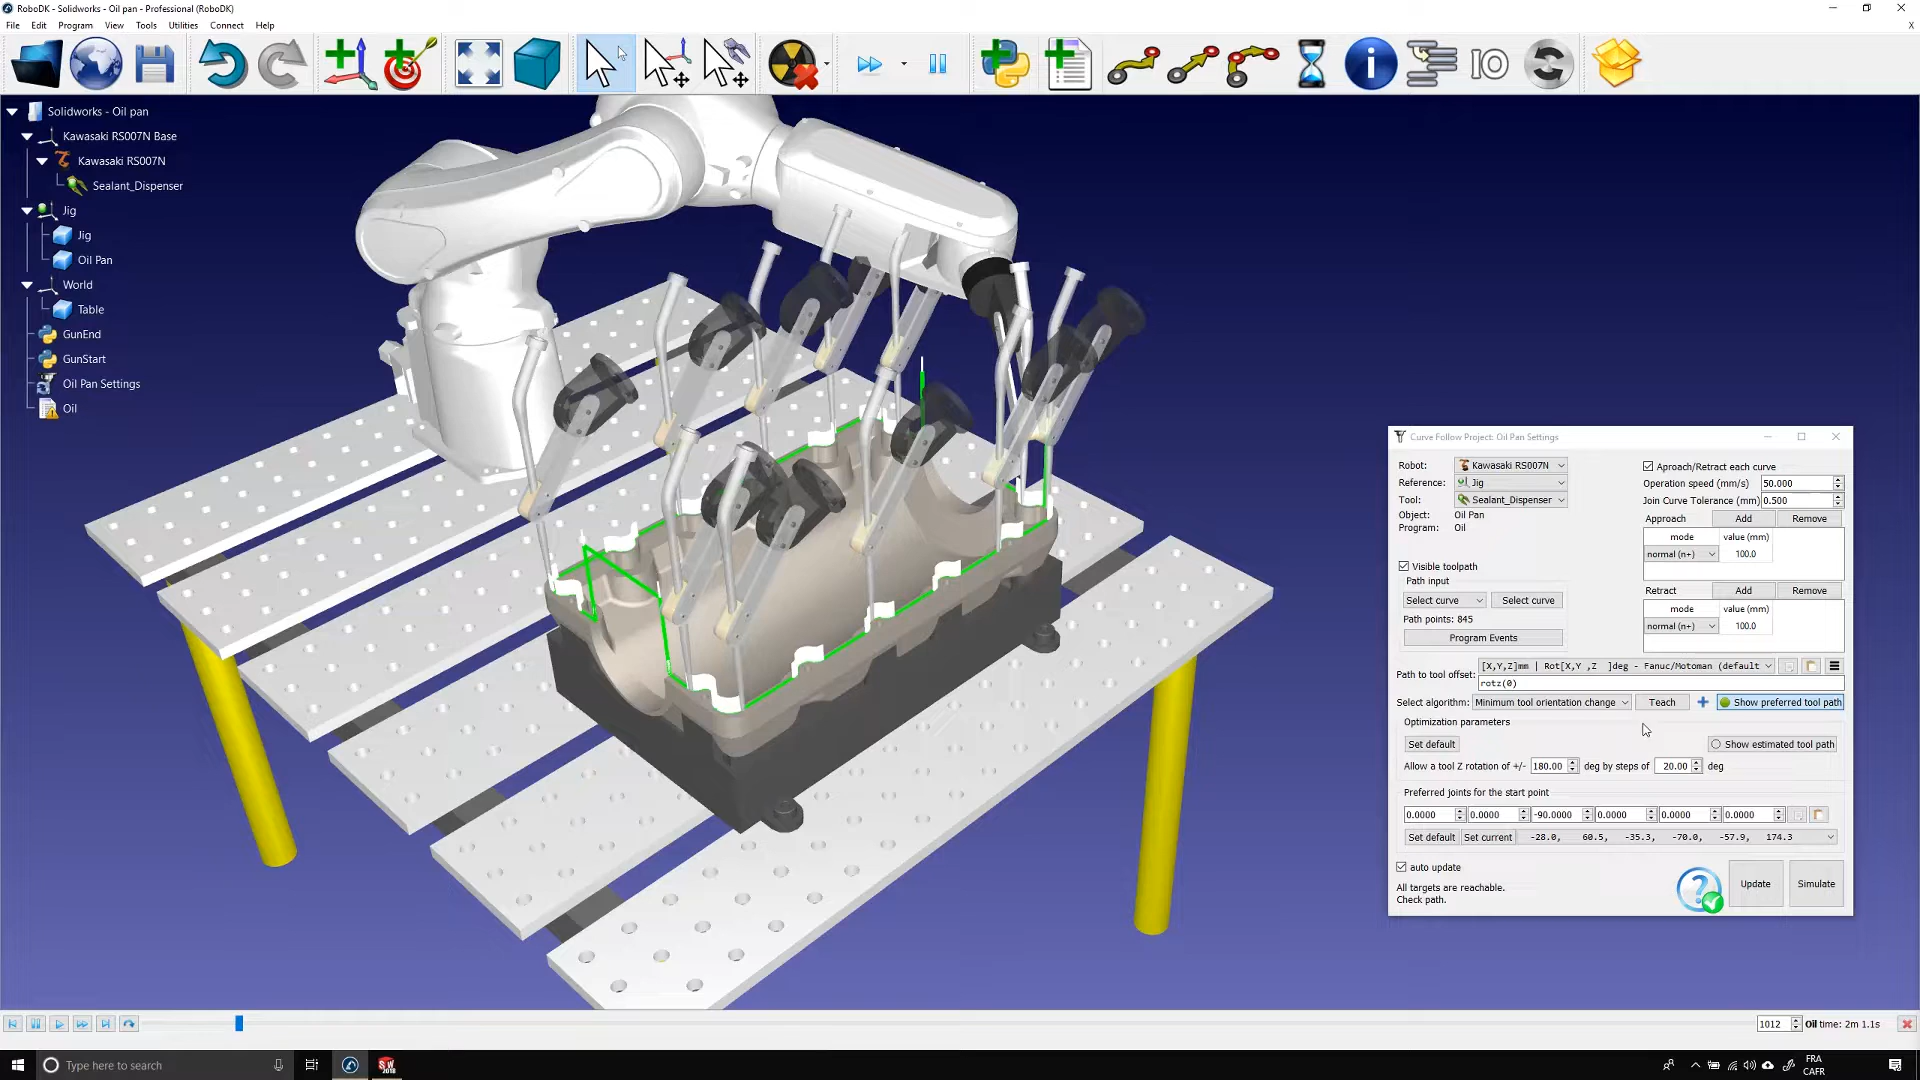 RoboDK - Solidworks - Oil pan - Professional (RoboDK)
File Edit Program View Tools Utilities Connect Help
X
IO
Solidworks - Oil pan
Kawasaki RS007N Base
Kawasaki RS007N
Sealant_Dispenser
Jig
Jig
Oil Pan
World
Table
GunEnd
GunStart
Oil Pan Settings
Oil
Curve Follow Project: Oil Pan Settings
Robot: Kawasaki RS007N
Reference: Jig
Tool: Sealant_Dispenser
Object: Oil Pan
Program: Oil
Aproach/Retract each curve
Operation speed (mm/s) 50.000
Join Curve Tolerance (mm) 0.500
Approach Add Remove
mode value (mm)
normal (n+) 100.0
Visible toolpath
Path input
Select curve Select curve
Path points: 845
Program Events
Retract Add Remove
mode value (mm)
normal (n+) 100.0
Path to tool offset: [X,Y,Z]mm | Rot[X,Y ,Z ]deg - Fanuc/Motoman (default
rotz(0)
Select algorithm: Minimum tool orientation change Teach Show preferred tool path
Optimization parameters
Set default Show estimated tool path
Allow a tool Z rotation of +/- 180.00 deg by steps of 20.00 deg
Preferred joints for the start point
0.0000 0.0000 -90.0000 0.0000 0.0000 0.0000
Set default Set current -28.0, 60.5, -35.3, -70.0, -57.9, 174.3
auto update
All targets are reachable.
Check path.
Update Simulate
1012 Oil time: 2m 1.1s
Type here to search
SW
2018
FRA
CAFR